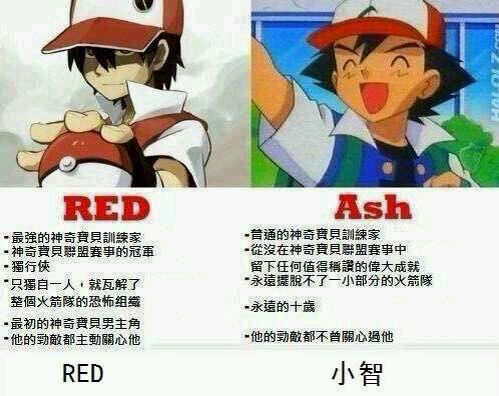 RED
-最強的神奇寶貝訓練家
-神奇寶貝聯盟賽事的冠軍
-獨行俠
-只獨自一人，就瓦解了
整個火箭隊的恐怖組織
-最初的神奇寶貝男主角
-他的勁敵都主動關心他
RED
Ash
-普通的神奇寶貝訓練家
-從沒在神奇寶貝聯盟賽事中
留下任何值得稱讚的偉大成就
-永遠擺脫不了一小部分的火箭隊
-永遠的十歲
-他的勁敵都不曾關心過他
小智